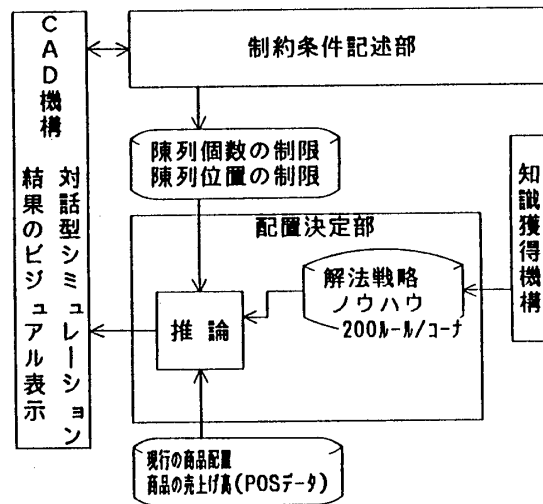 CAD機構
対話型シミュレーション
結果のビジュアル表示
制約条件記述部
陳列個数の制限
陳列位置の制限
配置決定部
解法戦略
ノウハウ
200ルール/コーナ
推論
知識獲得機構
現行の商品配置
商品の売上げ高(POSデータ)